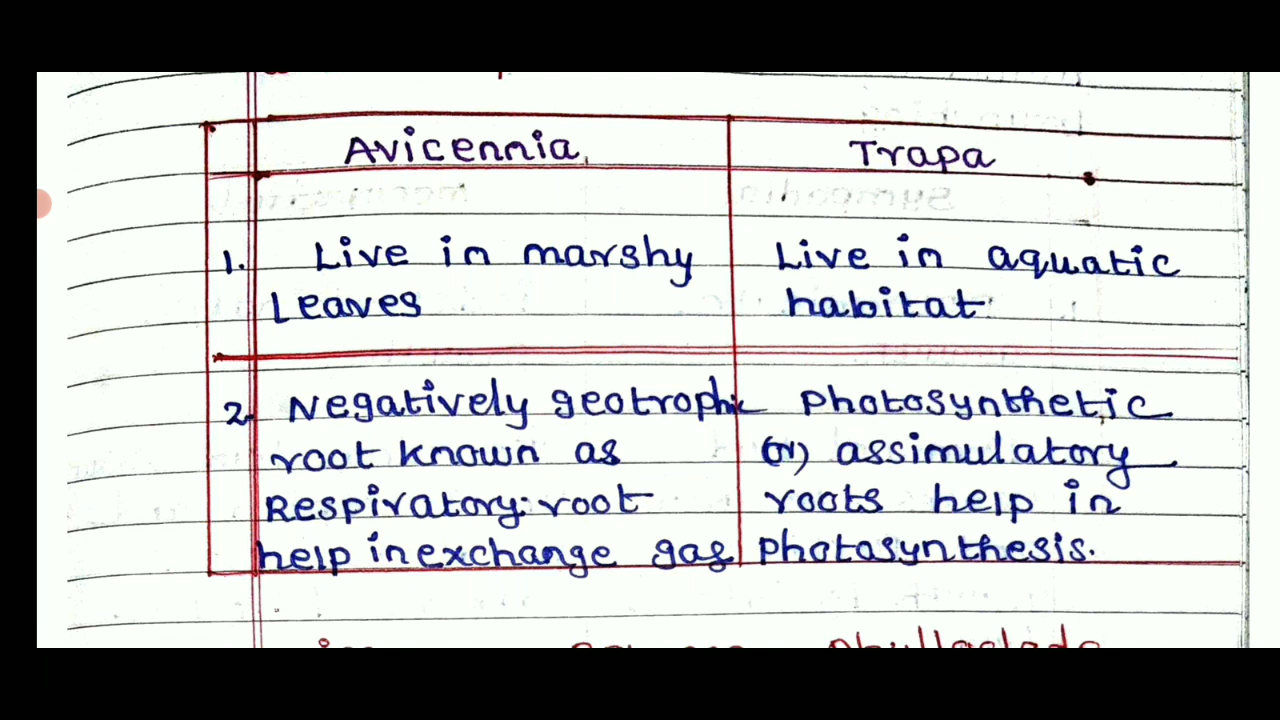 Avicennia Trapa
1. Live in marshy Live in aquatic
Leaves habitat
2. Negatively geotrophic Photosynthetic
root known as (or) assimulatory
Respiratory root roots help in
help in exchange gas Photasynthesis.